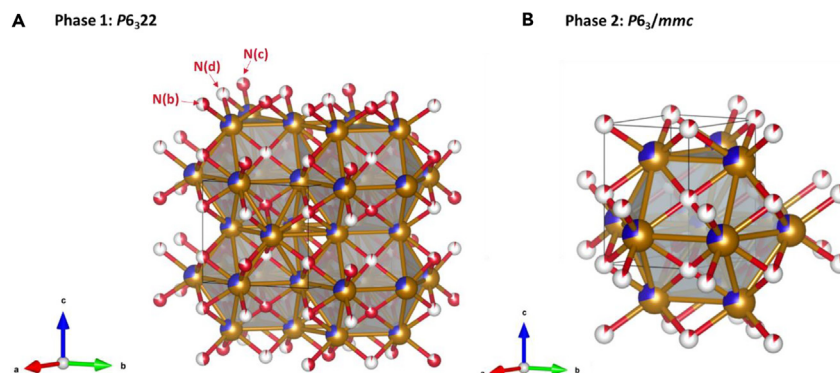 A Phase 1: P6₃22
N(c)
N(d)
N(b)
c
a
b
B Phase 2: P6₃/mmc
c
a
b